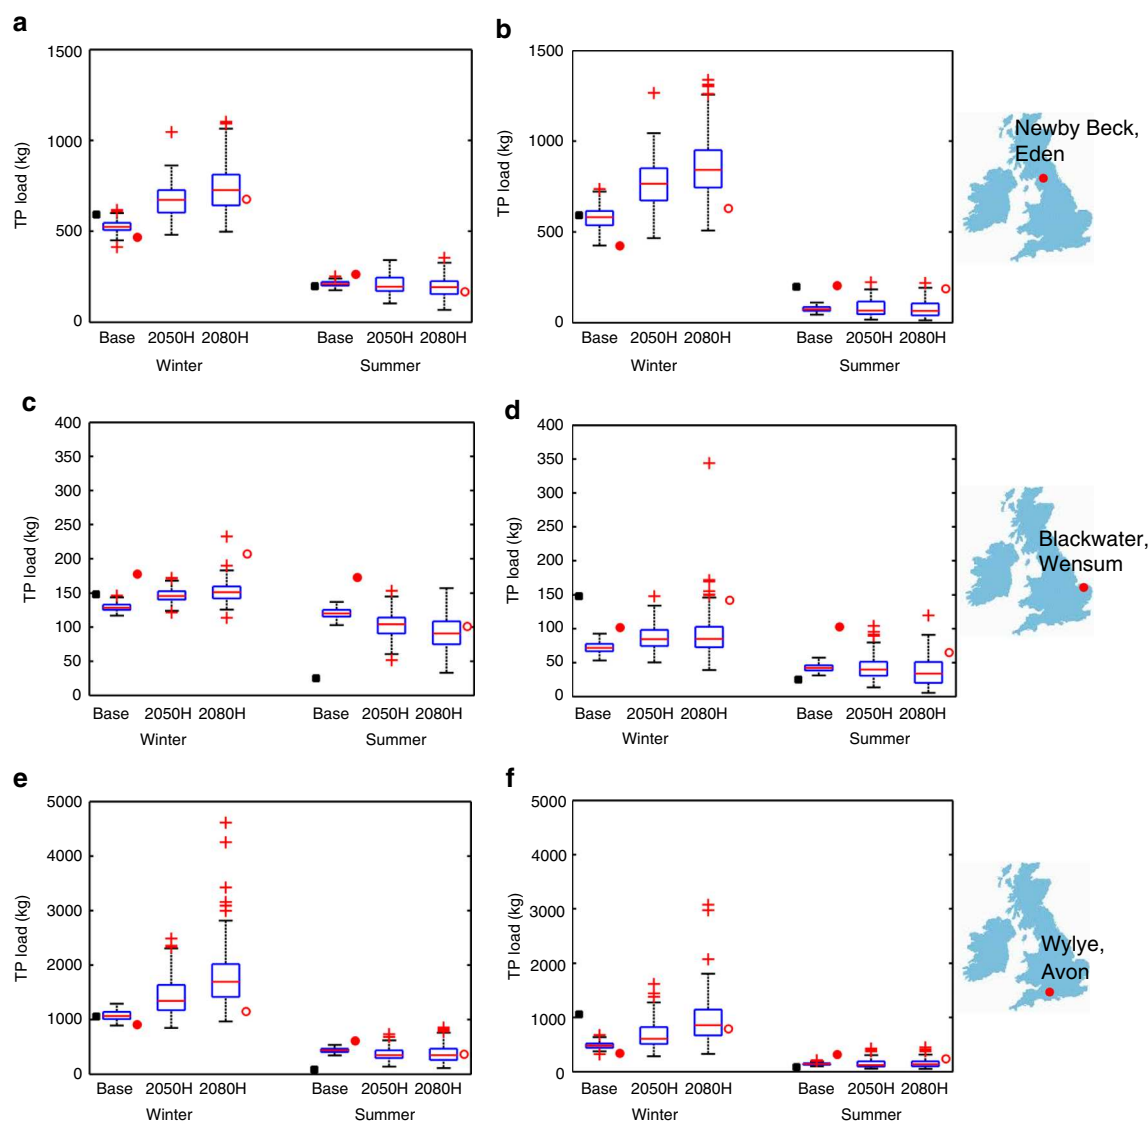 a
1500
1000
500
0
TP load (kg)
Base 2050H 2080H
Base 2050H 2080H
Winter
Summer
b
1500
1000
500
0
TP load (kg)
Base 2050H 2080H
Base 2050H 2080H
Winter
Summer
Newby Beck,
Eden
c
400
350
300
250
200
150
100
50
0
TP load (kg)
Base 2050H 2080H
Base 2050H 2080H
Winter
Summer
d
400
350
300
250
200
150
100
50
0
TP load (kg)
Base 2050H 2080H
Base 2050H 2080H
Winter
Summer
Blackwater,
Wensum
e
5000
4000
3000
2000
1000
0
TP load (kg)
Base 2050H 2080H
Base 2050H 2080H
Winter
Summer
f
5000
4000
3000
2000
1000
0
TP load (kg)
Base 2050H 2080H
Base 2050H 2080H
Winter
Summer
Wylye,
Avon